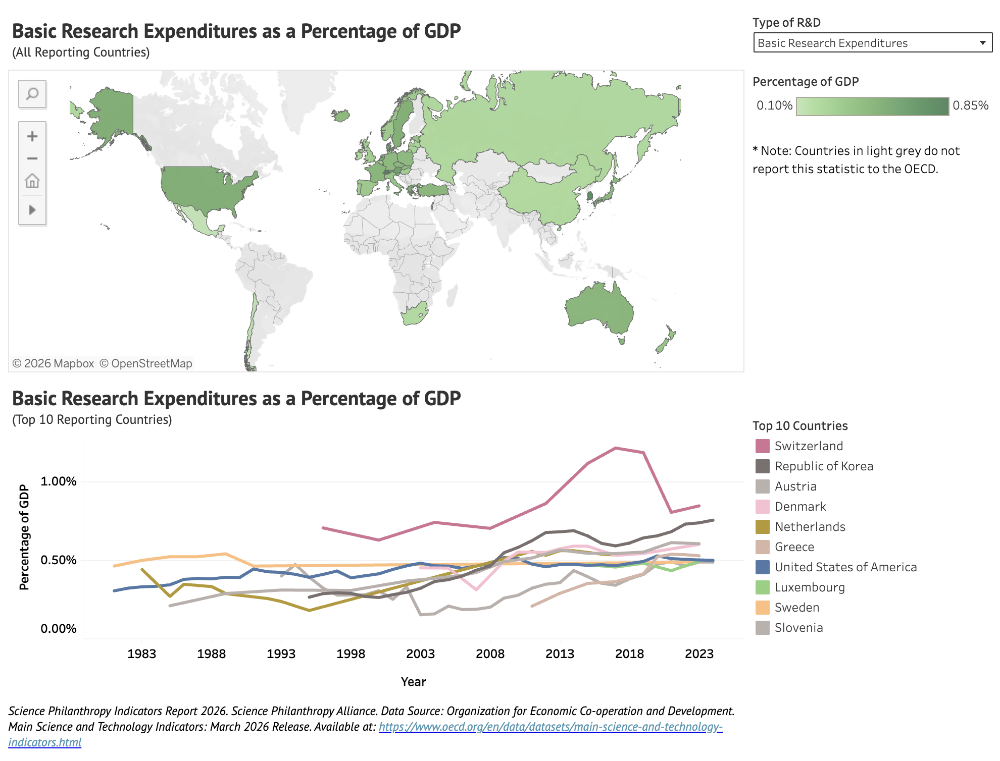 Basic Research Expenditures as a Percentage of GDP
(All Reporting Countries)
Type of R&D
Basic Research Expenditures
Percentage of GDP
0.10%
0.85%
* Note: Countries in light grey do not
report this statistic to the OECD.
© 2026 Mapbox © OpenStreetMap
Basic Research Expenditures as a Percentage of GDP
(Top 10 Reporting Countries)
Percentage of GDP
1.00%
0.50%
0.00%
1983
1988
1993
1998
2003
2008
2013
2018
2023
Year
Top 10 Countries
Switzerland
Republic of Korea
Austria
Denmark
Netherlands
Greece
United States of America
Luxembourg
Sweden
Slovenia
Science Philanthropy Indicators Report 2026. Science Philanthropy Alliance. Data Source: Organization for Economic Co-operation and Development.
Main Science and Technology Indicators: March 2026 Release. Available at: https://www.oecd.org/en/data/datasets/main-science-and-technology-
indicators.html